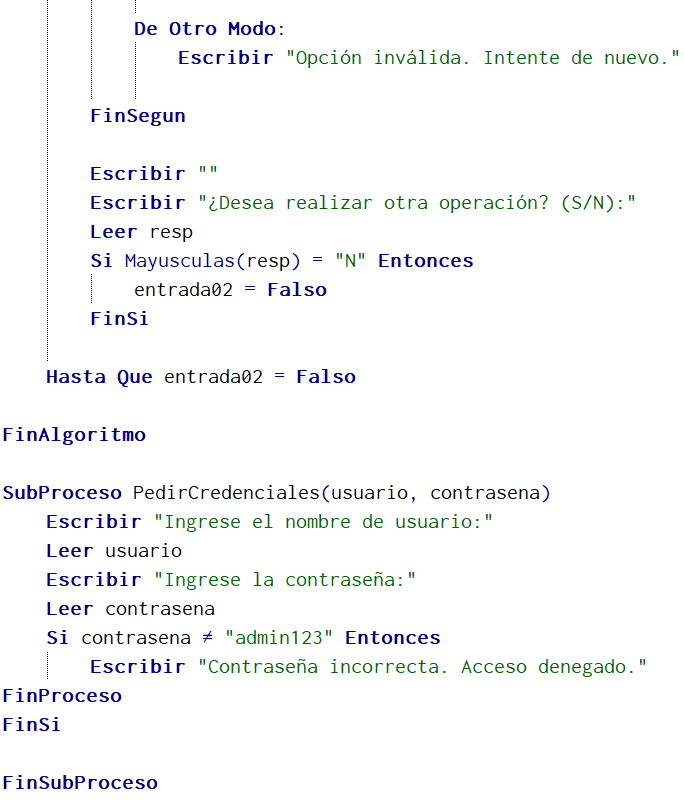 De Otro Modo:
Escribir "Opción inválida. Intente de nuevo."
FinSegun
Escribir ""
Escribir "¿Desea realizar otra operación? (S/N):"
Leer resp
Si Mayusculas(resp) = "N" Entonces
entrada02 = Falso
FinSi
Hasta Que entrada02 = Falso
FinAlgoritmo
SubProceso PedirCredenciales(usuario, contrasena)
Escribir "Ingrese el nombre de usuario:"
Leer usuario
Escribir "Ingrese la contraseña:"
Leer contrasena
Si contrasena ≠ "admin123" Entonces
Escribir "Contraseña incorrecta. Acceso denegado."
FinProceso
FinSi
FinSubProceso